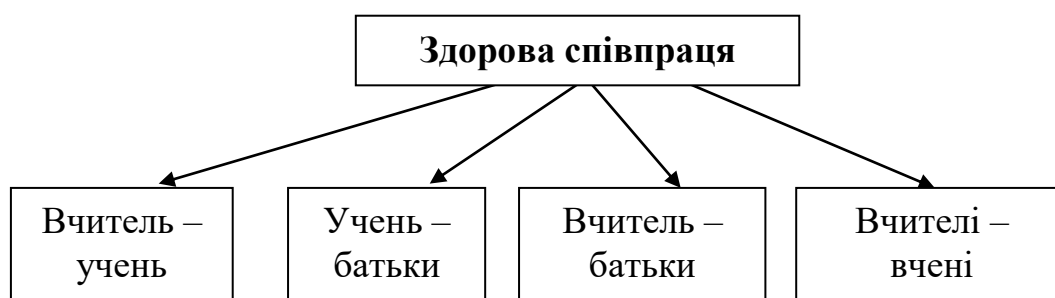 Здорова співпраця
Вчитель –
учень
Учень –
батьки
Вчитель –
батьки
Вчителі –
вчені